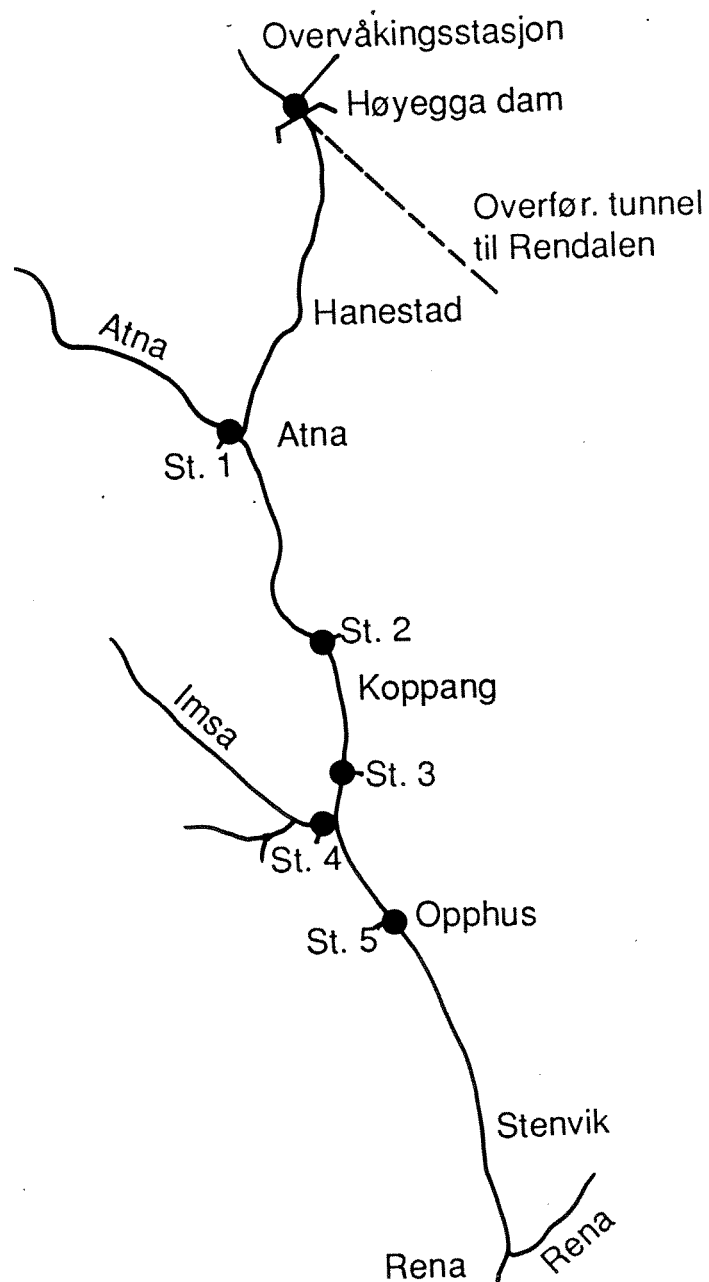 Overvåkingsstasjon
Høyegga dam
Overfør. tunnel
til Rendalen
Hanestad
Atna
Atna
St. 1
St. 2
Koppang
Imsa
St. 3
St. 4
Opphus
St. 5
Stenvik
Rena
Rena